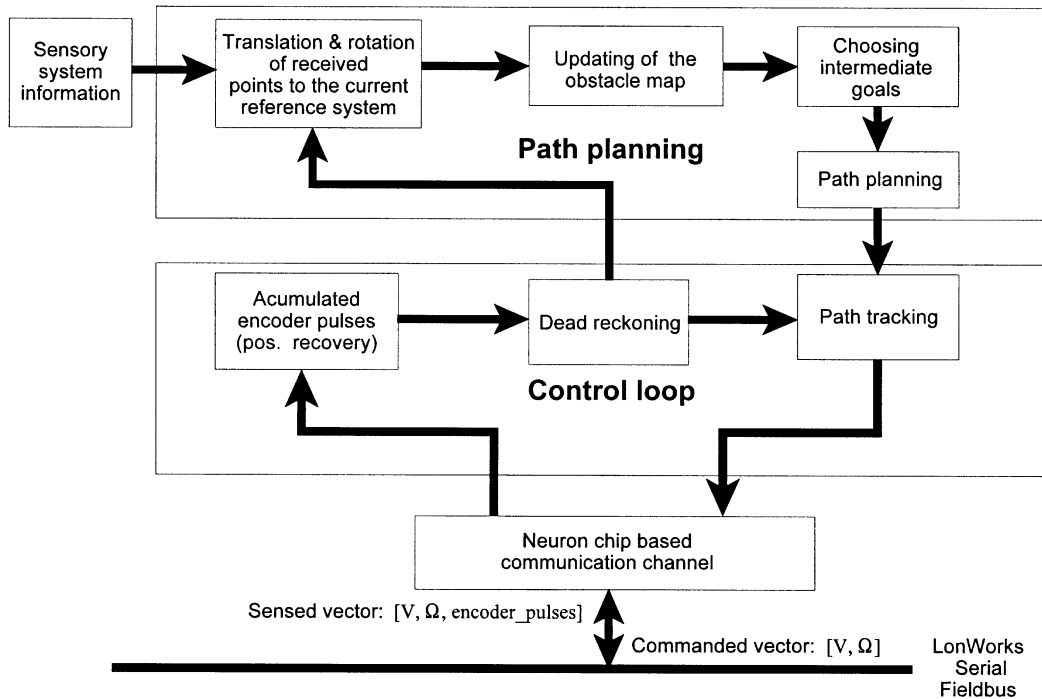 Sensory
system
information
Translation & rotation
of received
points to the current
reference system
Updating of the
obstacle map
Choosing
intermediate
goals
Path planning
Path planning
Acumulated
encoder pulses
(pos. recovery)
Dead reckoning
Path tracking
Control loop
Neuron chip based
communication channel
Sensed vector: [V, Ω, encoder_pulses]
Commanded vector: [V, Ω]
LonWorks
Serial
Fieldbus